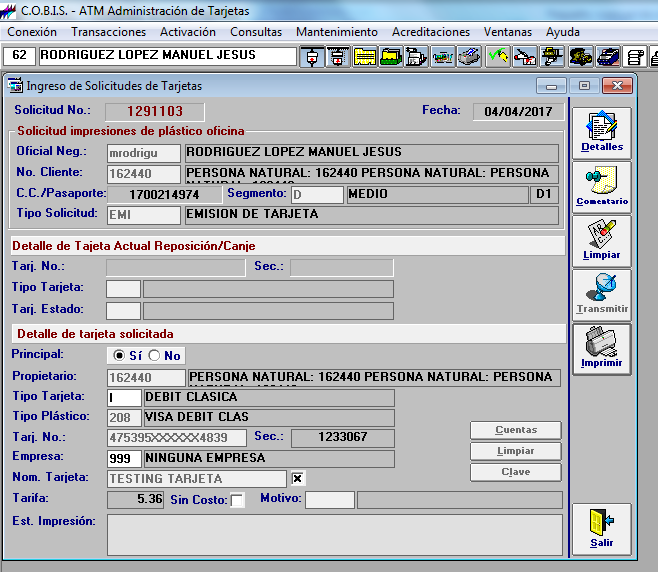 C.O.B.I.S. - ATM Administración de Tarjetas
Conexión Transacciones Activación Consultas Mantenimiento Acreditaciones Ventanas Ayuda
62 RODRIGUEZ LOPEZ MANUEL JESUS
Ingreso de Solicitudes de Tarjetas
Solicitud No.: 1291103 Fecha: 04/04/2017
Solicitud impresiones de plástico oficina
Oficial Neg.: mrodrigu RODRIGUEZ LOPEZ MANUEL JESUS
No. Cliente: 162440 PERSONA NATURAL: 162440 PERSONA NATURAL: PERSONA
NATURAL: 162440
C.C./Pasaporte: 1700214974 Segmento: D MEDIO D1
Tipo Solicitud: EMI EMISION DE TARJETA
Detalle de Tajeta Actual Reposición/Canje
Tarj. No.: Sec.:
Tipo Tarjeta:
Tarj. Estado:
Detalle de tarjeta solicitada
Principal: Sí No
Propietario: 162440 PERSONA NATURAL: 162440 PERSONA NATURAL: PERSONA
Tipo Tarjeta: I DEBIT CLASICA
Tipo Plástico: 208 VISA DEBIT CLAS
Tarj. No.: 475395XXXXXX4839 Sec.: 1233067
Empresa: 999 NINGUNA EMPRESA
Nom. Tarjeta: TESTING TARJETA
Tarifa: 5.36 Sin Costo: Motivo:
Est. Impresión:
Cuentas
Limpiar
Clave
Detalles
Comentario
Limpiar
Transmitir
Imprimir
Salir